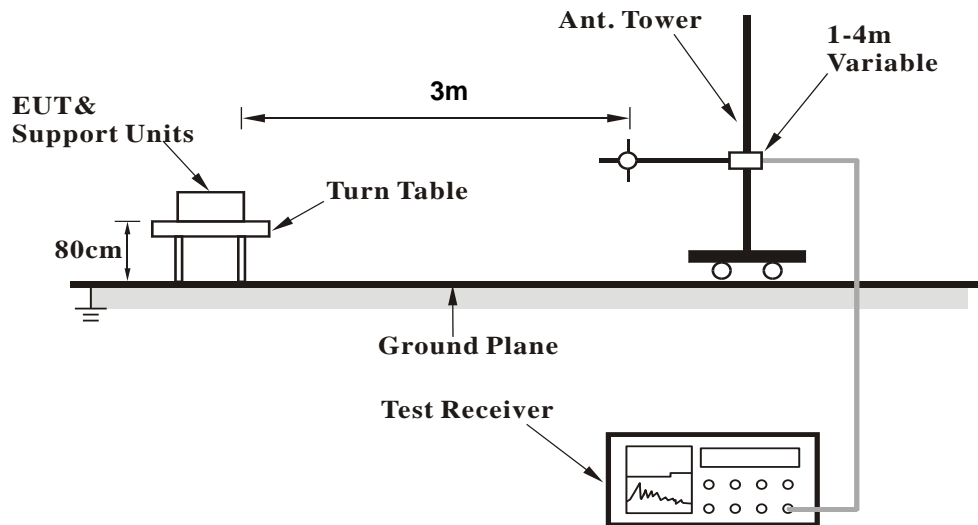 Ant. Tower
1-4m
Variable
3m
EUT&
Support Units
Turn Table
80cm
Ground Plane
Test Receiver